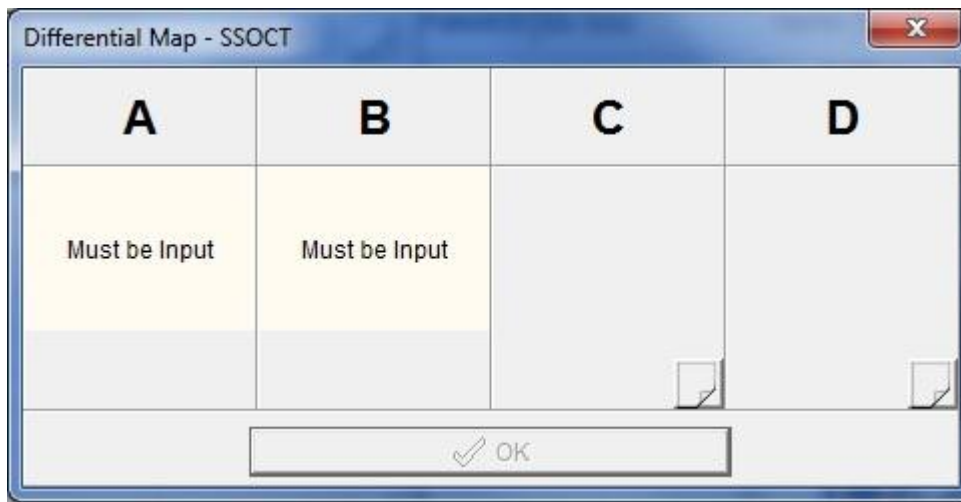 Differential Map - SSOCT
A B C D
Must be Input Must be Input
OK